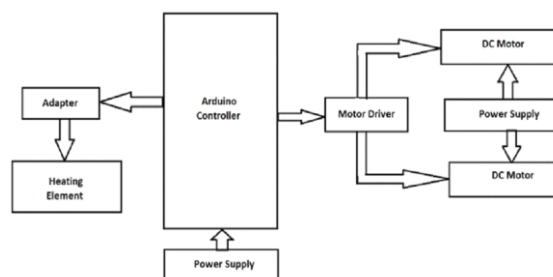 DC Motor
Adapter
Arduino
Controller
Motor Driver
Power Supply
Heating
Element
DC Motor
Power Supply